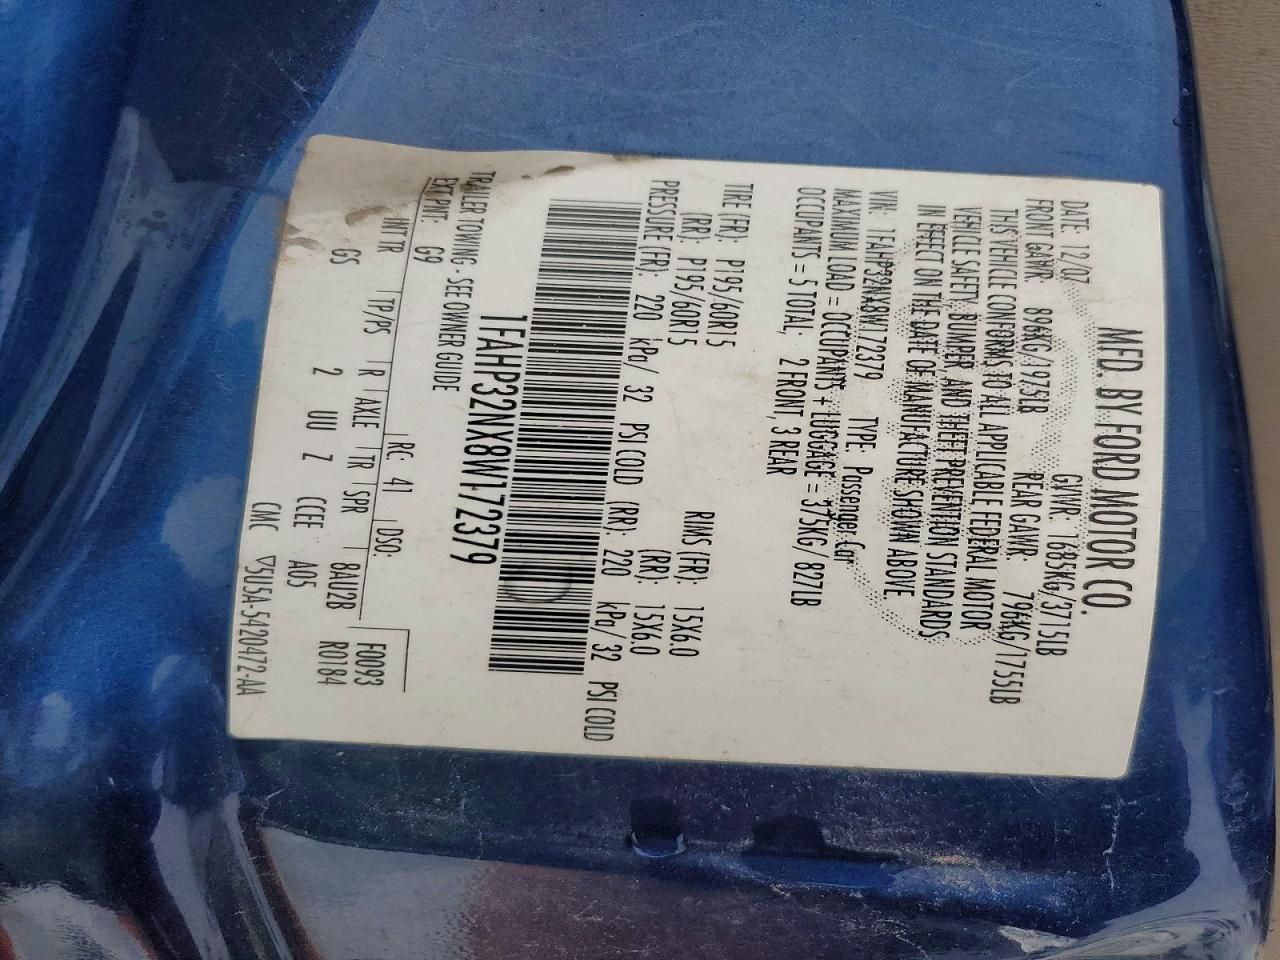 MFD. BY FORD MOTOR CO.
DATE: 12/07 GVWR: 1685KG/3715LB
FRONT GAWR: 896KG/1975LB REAR GAWR: 796KG/1755LB
THIS VEHICLE CONFORMS TO ALL APPLICABLE FEDERAL MOTOR
VEHICLE SAFETY, BUMPER, AND THEFT PREVENTION STANDARDS
IN EFFECT ON THE DATE OF MANUFACTURE SHOWN ABOVE.
VIN: 1FAHP32NX8W172379 TYPE: Passenger Car
MAXIMUM LOAD = OCCUPANTS + LUGGAGE = 375KG/ 827LB
OCCUPANTS = 5 TOTAL, 2 FRONT, 3 REAR
TIRE (FR): P195/60R15 RIMS (FR): 15X6.0
(RR): P195/60R15 (RR): 15X6.0
PRESSURE (FR): 220 kPa/ 32 PSI COLD (RR): 220 kPa/ 32 PSI COLD
1FAHP32NX8W172379
TRAILER TOWING - SEE OWNER GUIDE
EXT PNT: G9 RC: 41 DSO: F0093
INT TR TP/PS R AXLE TR SPR 8AU2B R0184
GS 2 UU Z CCEE A05
CMC ▽5U5A-5420472-AA